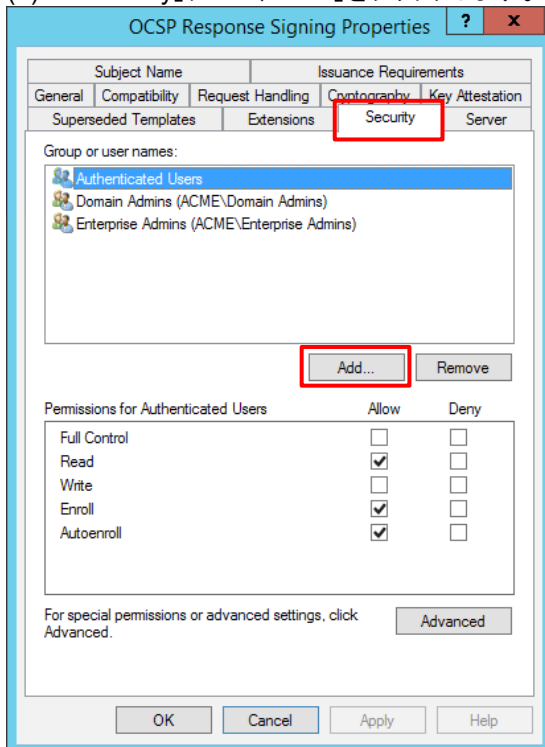 OCSP Response Signing Properties ? x
Subject Name Issuance Requirements
General Compatibility Request Handling Cryptography Key Attestation
Superseded Templates Extensions Security Server
Group or user names:
Authenticated Users
Domain Admins (ACME\Domain Admins)
Enterprise Admins (ACME\Enterprise Admins)
Add... Remove
Permissions for Authenticated Users Allow Deny
Full Control
Read
Write
Enroll
Autoenroll
For special permissions or advanced settings, click
Advanced. Advanced
OK Cancel Apply Help